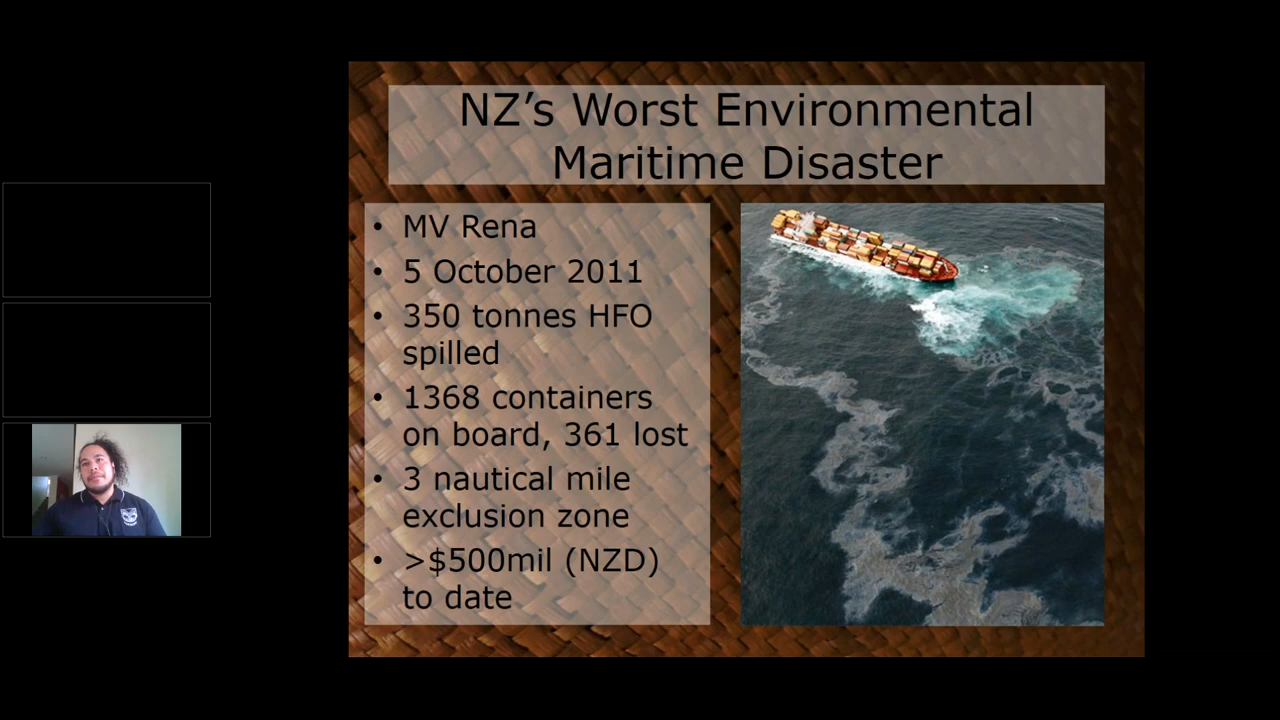 NZ’s Worst Environmental
Maritime Disaster
• MV Rena
• 5 October 2011
• 350 tonnes HFO
spilled
• 1368 containers
on board, 361 lost
• 3 nautical mile
exclusion zone
• >$500mil (NZD)
to date